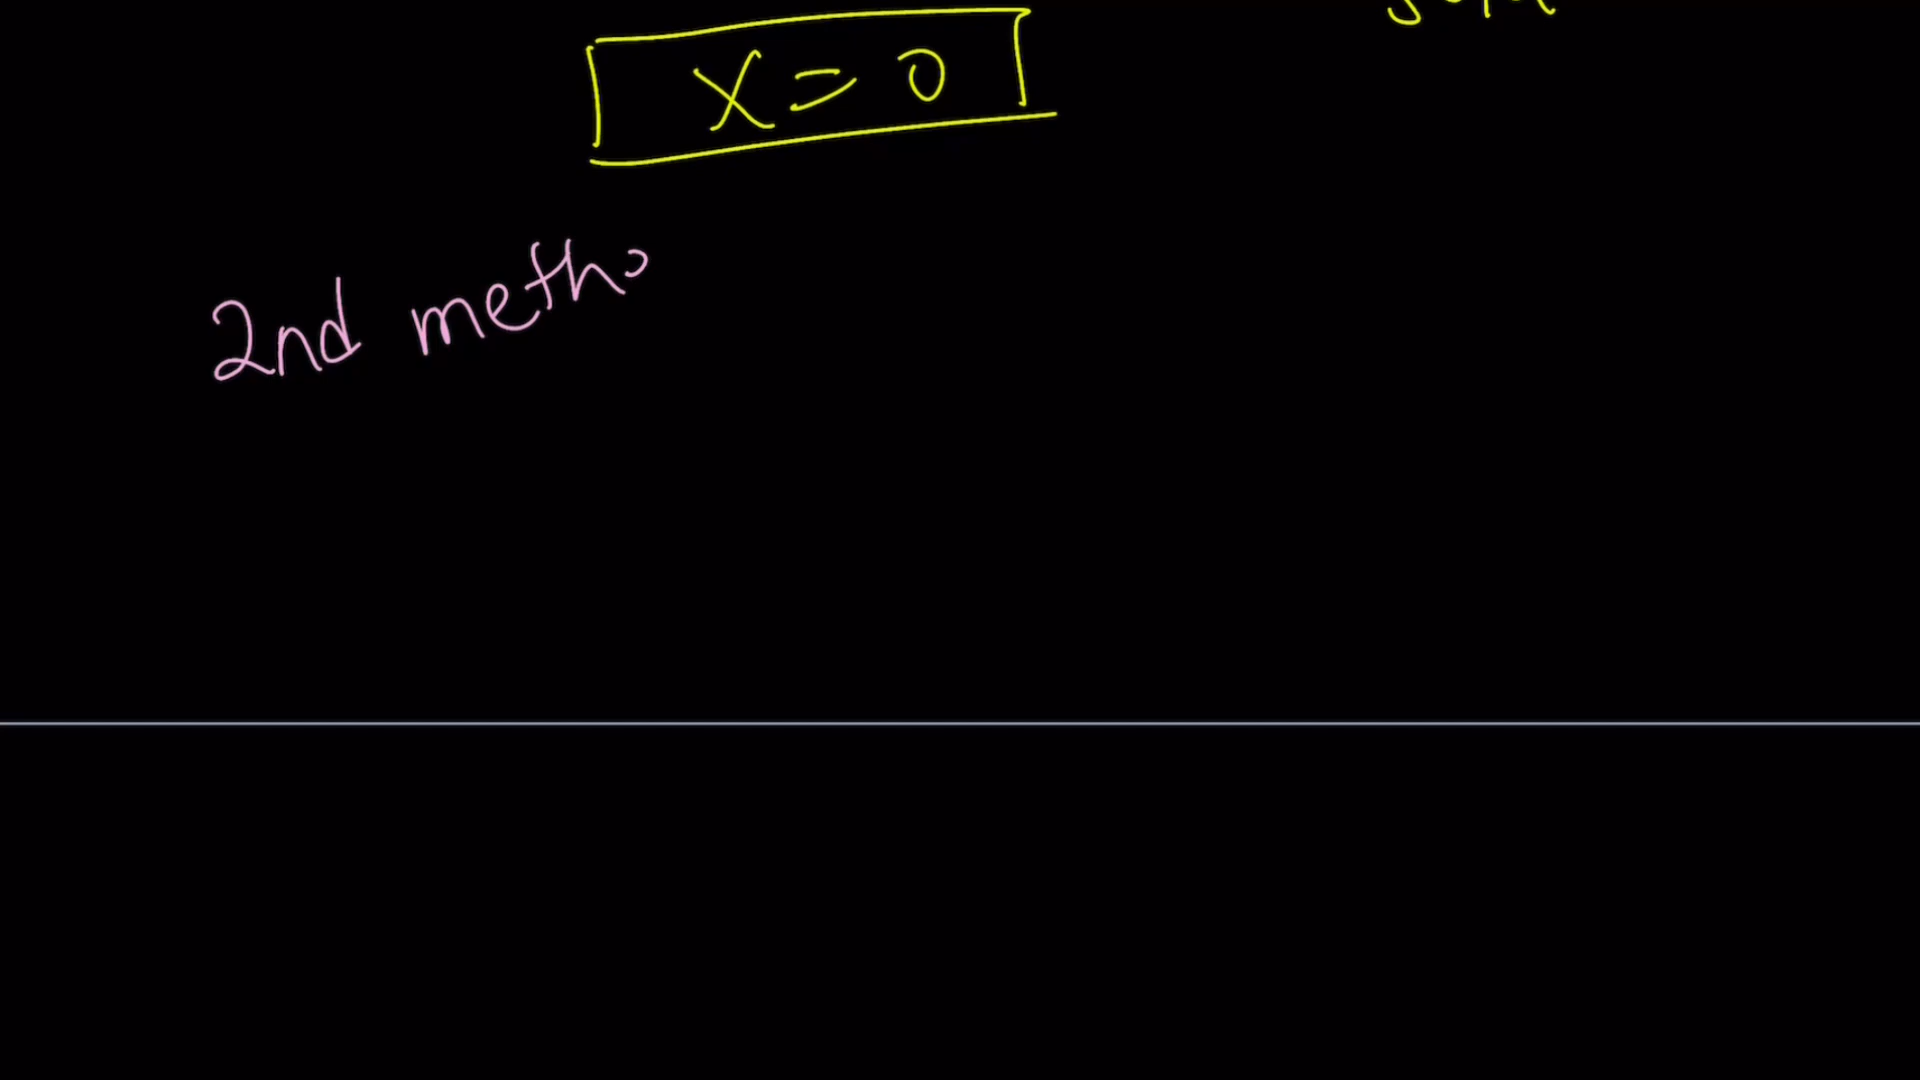 X = 0
2nd metho